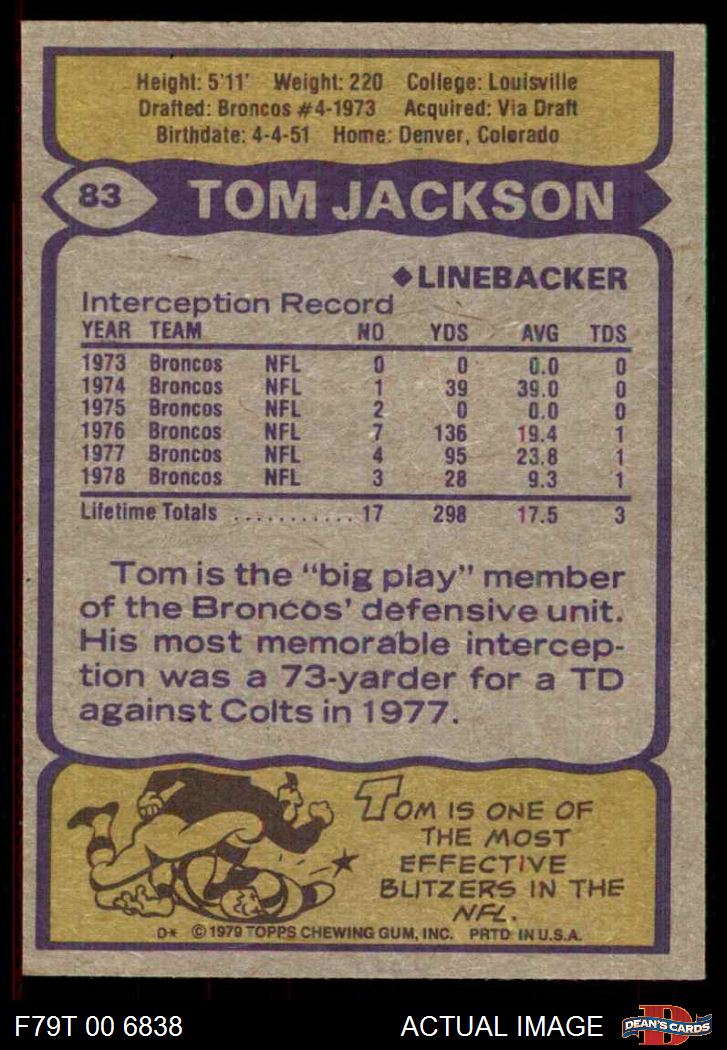 Height: 5'11' Weight: 220 College: Louisville
Drafted: Broncos #4-1973 Acquired: Via Draft
Birthdate: 4-4-51 Home: Denver, Colorado
83 TOM JACKSON
◆LINEBACKER
Interception Record
YEAR TEAM NO YDS AVG TDS
1973 Broncos NFL 0 0 0.0 0
1974 Broncos NFL 1 39 39.0 0
1975 Broncos NFL 2 0 0.0 0
1976 Broncos NFL 7 136 19.4 1
1977 Broncos NFL 4 95 23.8 1
1978 Broncos NFL 3 28 9.3 1
Lifetime Totals ........... 17 298 17.5 3
Tom is the "big play" member
of the Broncos' defensive unit.
His most memorable intercep-
tion was a 73-yarder for a TD
against Colts in 1977.
TOM IS ONE OF
THE MOST
EFFECTIVE
BLITZERS IN THE
NFL.
D* © 1979 TOPPS CHEWING GUM, INC. PRTD IN U.S.A.
F79T 00 6838 ACTUAL IMAGE D DEAN'S CARDS